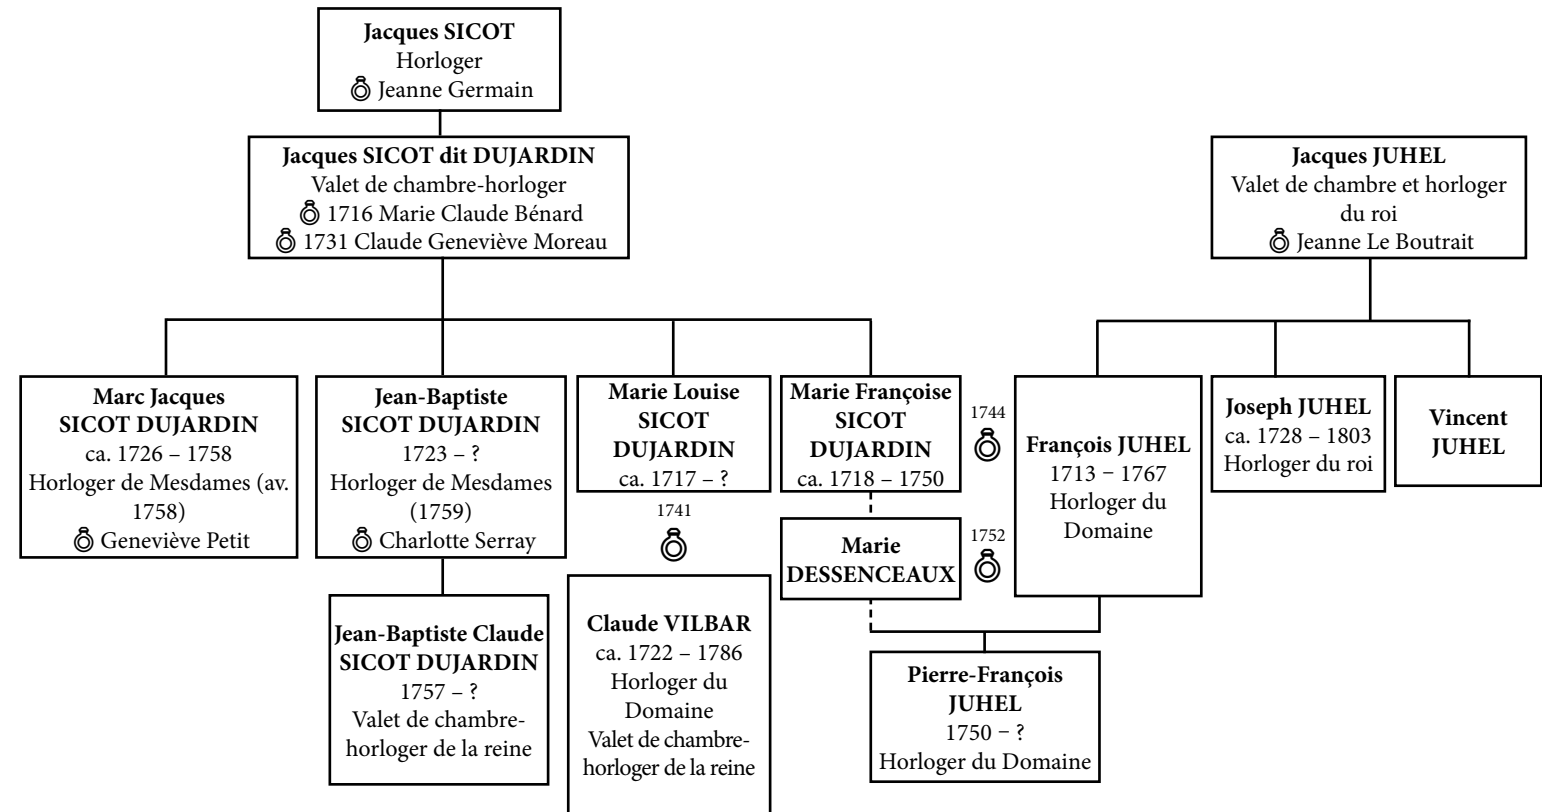 Jacques SICOT
Horloger
Jeanne Germain
Jacques SICOT dit DUJARDIN
Valet de chambre-horloger
1716 Marie Claude Bénard
1731 Claude Geneviève Moreau
Jacques JUHEL
Valet de chambre et horloger
du roi
Jeanne Le Boutrait
Marc Jacques
SICOT DUJARDIN
ca. 1726 – 1758
Horloger de Mesdames (av.
1758)
Geneviève Petit
Jean-Baptiste
SICOT DUJARDIN
1723 – ?
Horloger de Mesdames
(1759)
Charlotte Serray
Marie Louise
SICOT
DUJARDIN
ca. 1717 – ?
Marie Françoise
SICOT
DUJARDIN
ca. 1718 – 1750
1744
François JUHEL
1713 – 1767
Horloger du
Domaine
Joseph JUHEL
ca. 1728 – 1803
Horloger du roi
Vincent
JUHEL
1741
Marie
DESSENCEAUX
1752
Jean-Baptiste Claude
SICOT DUJARDIN
1757 – ?
Valet de chambre-
horloger de la reine
Claude VILBAR
ca. 1722 – 1786
Horloger du
Domaine
Valet de chambre-
horloger de la reine
Pierre-François
JUHEL
1750 – ?
Horloger du Domaine